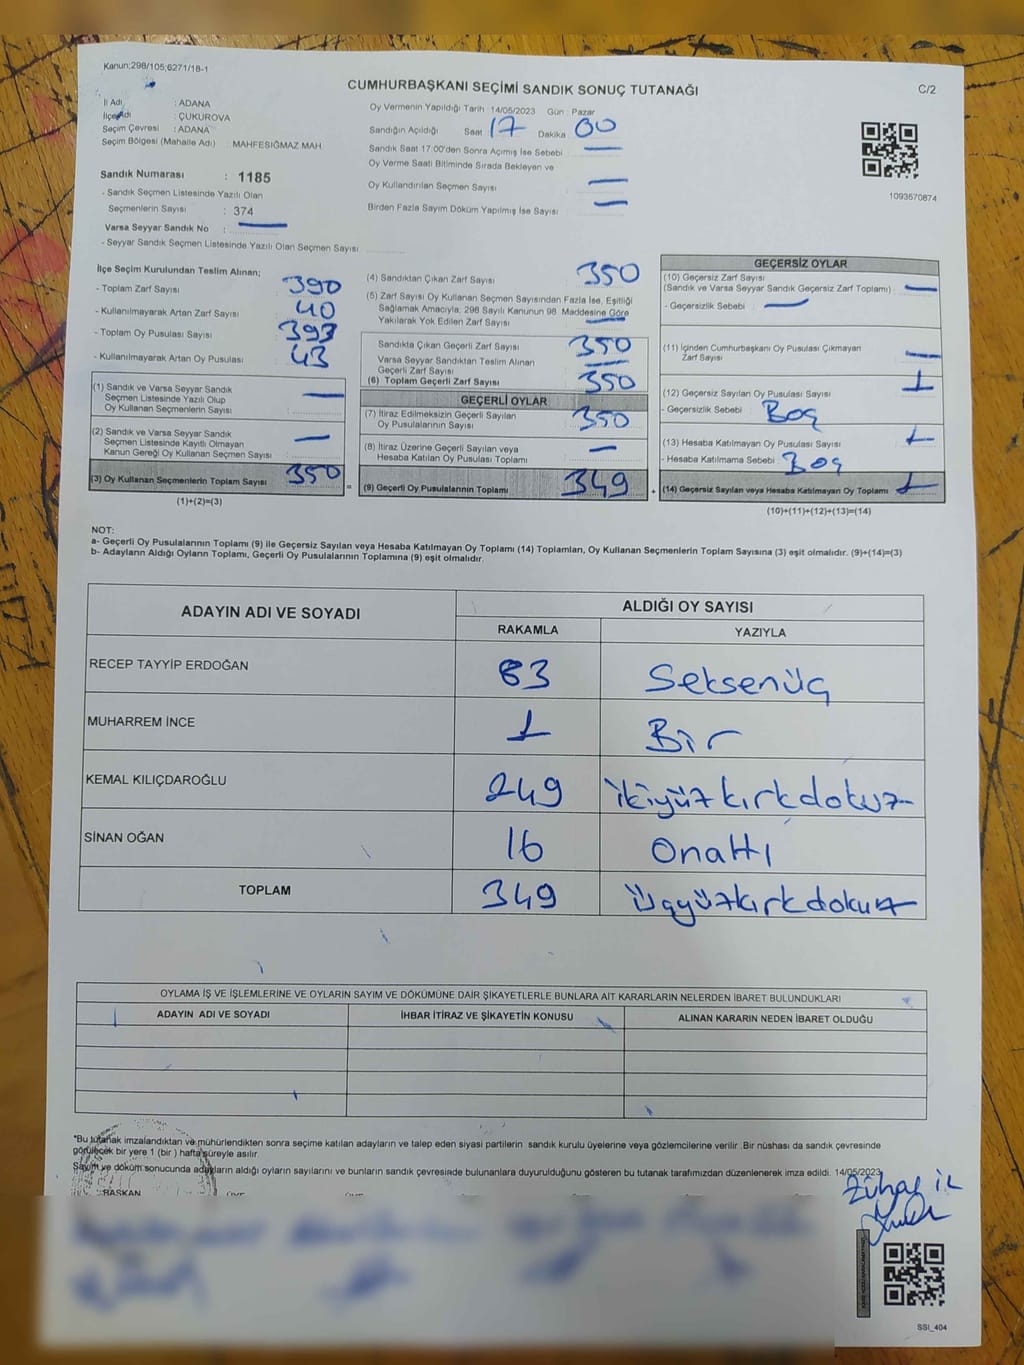 Kanun;298/105;6271/18-1
CUMHURBAŞKANI SEÇİMİ SANDIK SONUÇ TUTANAĞI
C/2
İl Adı : ADANA
İlçe Adı : ÇUKUROVA
Seçim Çevresi : ADANA
Seçim Bölgesi (Mahalle Adı) : MAHFESIĞMAZ MAH.
Oy Vermenin Yapıldığı Tarih : 14/05/2023 Gün : Pazar
Sandığın Açıldığı Saat 17 Dakika 00
Sandık Saat 17:00'den Sonra Açımış İse Sebebi : —
Oy Verme Saati Bitiminde Sırada Bekleyen ve
Oy Kullandırılan Seçmen Sayısı : —
Birden Fazla Sayım Döküm Yapılmış İse Sayısı : —
1093570874
Sandık Numarası : 1185
- Sandık Seçmen Listesinde Yazılı Olan
Seçmenlerin Sayısı : 374
Varsa Seyyar Sandık No : —
- Seyyar Sandık Seçmen Listesinde Yazılı Olan Seçmen Sayısı
İlçe Seçim Kurulundan Teslim Alınan;
- Toplam Zarf Sayısı : 390
- Kullanılmayarak Artan Zarf Sayısı : 40
- Toplam Oy Pusulası Sayısı : 393
- Kullanılmayarak Artan Oy Pusulası : 43
(1) Sandık ve Varsa Seyyar Sandık
Seçmen Listesinde Yazılı Olup
Oy Kullanan Seçmenlerin Sayısı : —
(2) Sandık ve Varsa Seyyar Sandık
Seçmen Listesinde Kayıtlı Olmayan
Kanun Gereği Oy Kullanan Seçmen Sayısı : —
(3) Oy Kullanan Seçmenlerin Toplam Sayısı : 350
(1)+(2)=(3)
(4) Sandıktan Çıkan Zarf Sayısı : 350
(5) Zarf Sayısı Oy Kullanan Seçmen Sayısından Fazla İse, Eşitliği
Sağlamak Amacıyla; 298 Sayılı Kanunun 98. Maddesine Göre
Yakılarak Yok Edilen Zarf Sayısı : —
Sandıkta Çıkan Geçerli Zarf Sayısı : 350
Varsa Seyyar Sandıktan Teslim Alınan
Geçerli Zarf Sayısı : —
(6) Toplam Geçerli Zarf Sayısı : 350
GEÇERLİ OYLAR
(7) İtiraz Edilmeksizin Geçerli Sayılan
Oy Pusulalarının Sayısı : 350
(8) İtiraz Üzerine Geçerli Sayılan veya
Hesaba Katılan Oy Pusulası Toplamı : —
= (9) Geçerli Oy Pusulalarının Toplamı : 349 +
GEÇERSİZ OYLAR
(10) Geçersiz Zarf Sayısı
(Sandık ve Varsa Seyyar Sandık Geçersiz Zarf Toplamı) : —
- Geçersizlik Sebebi : —
(11) İçinden Cumhurbaşkanı Oy Pusulası Çıkmayan
Zarf Sayısı : —
(12) Geçersiz Sayılan Oy Pusulası Sayısı : 1
- Geçersizlik Sebebi : Boş
(13) Hesaba Katılmayan Oy Pusulası Sayısı : 1
- Hesaba Katılmama Sebebi : Boş
(14) Geçersiz Sayılan veya Hesaba Katılmayan Oy Toplamı : 1
(10)+(11)+(12)+(13)=(14)
NOT:
a- Geçerli Oy Pusulalarının Toplamı (9) ile Geçersiz Sayılan veya Hesaba Katılmayan Oy Toplamı (14) Toplamları, Oy Kullanan Seçmenlerin Toplam Sayısına (3) eşit olmalıdır. (9)+(14)=(3)
b- Adayların Aldığı Oyların Toplamı, Geçerli Oy Pusulalarının Toplamına (9) eşit olmalıdır.
ADAYIN ADI VE SOYADI ALDIĞI OY SAYISI
RAKAMLA YAZIYLA
RECEP TAYYİP ERDOĞAN 83 Seksenüç
MUHARREM İNCE 1 Bir
KEMAL KILIÇDAROĞLU 249 ikiyüzkırkdokuz
SİNAN OĞAN 16 Onaltı
TOPLAM 349 üçyüzkırkdokuz
OYLAMA İŞ VE İŞLEMLERİNE VE OYLARIN SAYIM VE DÖKÜMÜNE DAİR ŞİKAYETLERLE BUNLARA AİT KARARLARIN NELERDEN İBARET BULUNDUKLARI
ADAYIN ADI VE SOYADI İHBAR İTİRAZ VE ŞİKAYETİN KONUSU ALINAN KARARIN NEDEN İBARET OLDUĞU
*Bu tutanak imzalandıktan ve mühürlendikten sonra seçime katılan adayların ve talep eden siyasi partilerin sandık kurulu üyelerine veya gözlemcilerine verilir. Bir nüshası da sandık çevresinde
görülecek bir yere 1 (bir ) hafta süreyle asılır.
Sayım ve döküm sonucunda adayların aldığı oyların sayılarını ve bunların sandık çevresinde bulunanlara duyurulduğunu gösteren bu tutanak tarafımızdan düzenlenerek imza edildi. 14/05/2023
BAŞKAN ÜYE ÜYE
SSI_404